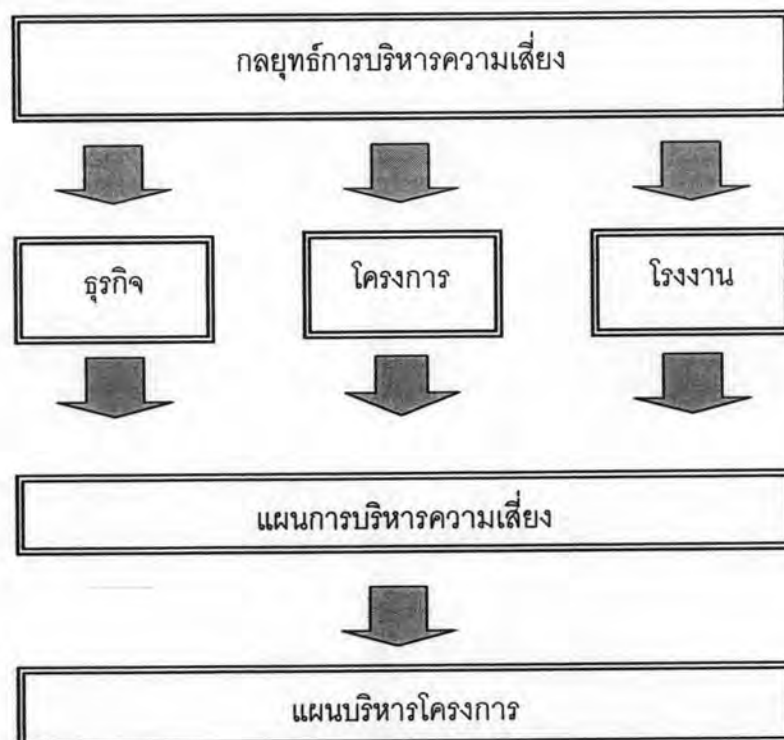 กลยุทธ์การบริหารความเสี่ยง
ธุรกิจ
โครงการ
โรงงาน
แผนการบริหารความเสี่ยง
แผนบริหารโครงการ